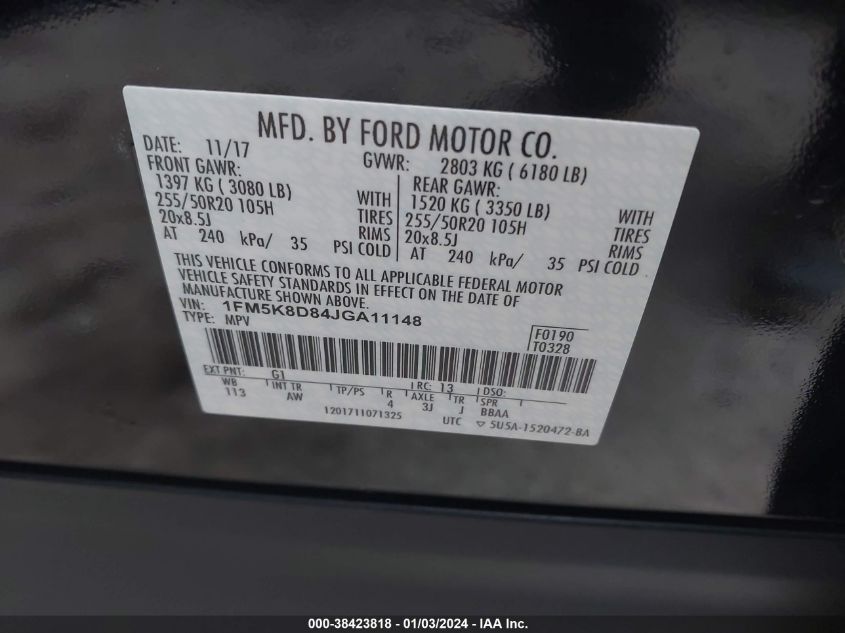 MFD. BY FORD MOTOR CO.
DATE: 11/17 GVWR: 2803 KG ( 6180 LB)
FRONT GAWR: REAR GAWR:
1397 KG ( 3080 LB) WITH 1520 KG ( 3350 LB) WITH
255/50R20 105H TIRES 255/50R20 105H TIRES
20x8.5J RIMS 20x8.5J RIMS
AT 240 kPa/ 35 PSI COLD AT 240 kPa/ 35 PSI COLD
THIS VEHICLE CONFORMS TO ALL APPLICABLE FEDERAL MOTOR
VEHICLE SAFETY STANDARDS IN EFFECT ON THE DATE OF
MANUFACTURE SHOWN ABOVE.
VIN: 1FM5K8D84JGA11148
TYPE: MPV
F0190
T0328
EXT PNT: G1 RC: 13 DSO:
WB INT TR TP/PS R AXLE TR SPR
113 AW 4 3J J BBAA
1201711071325 UTC ▽ 5U5A-1520472-BA
000-38423818 - 01/03/2024 - IAA Inc.